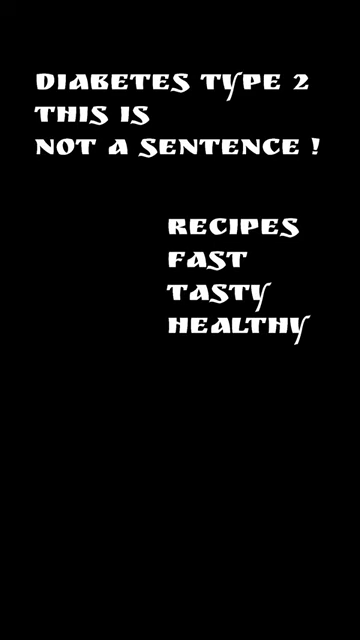 DIABETES TYPE 2
THIS IS
NOT A SENTENCE !
RECIPES
FAST
TASTY
HEALTHY